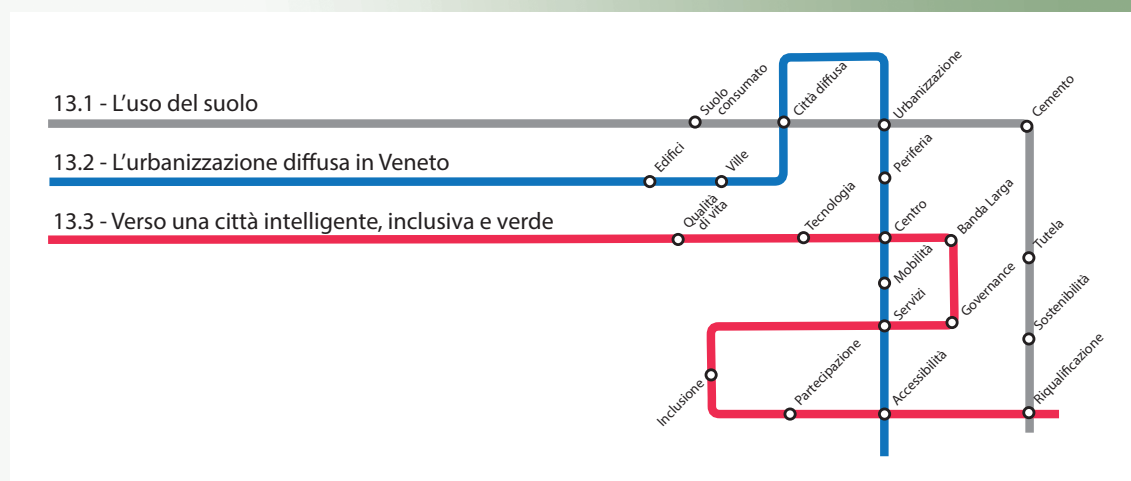 13.1 - L’uso del suolo
Suolo
consumato
Città diffusa
Urbanizzazione
Cemento
13.2 - L’urbanizzazione diffusa in Veneto
Edifici
Ville
Periferia
13.3 - Verso una città intelligente, inclusiva e verde
Qualità
di vita
Tecnologia
Centro
Banda Larga
Tutela
Mobilità
Servizi
Governance
Sostenibilità
Inclusione
Partecipazione
Accessibilità
Riqualificazione